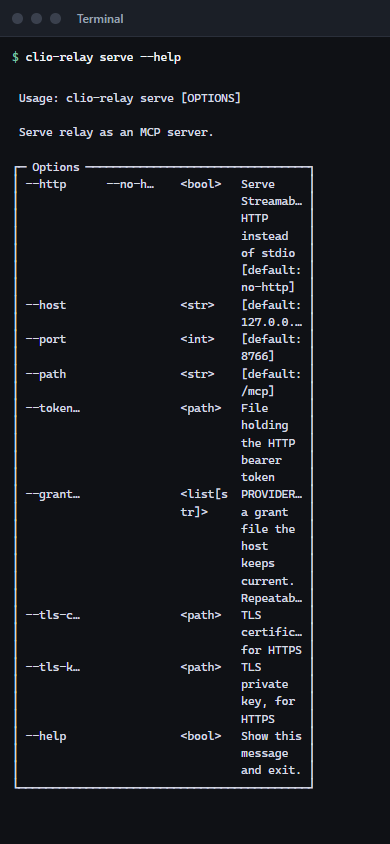 Terminal
$ clio-relay serve --help
Usage: clio-relay serve [OPTIONS]
Serve relay as an MCP server.
Options
--http --no-h… <bool> Serve
Streamab…
HTTP
instead
of stdio
[default:
no-http]
--host <str> [default:
127.0.0.…
--port <int> [default:
8766]
--path <str> [default:
/mcp]
--token… <path> File
holding
the HTTP
bearer
token
--grant… <list[s PROVIDER…
tr]> a grant
file the
host
keeps
current.
Repeatab…
--tls-c… <path> TLS
certific…
for HTTPS
--tls-k… <path> TLS
private
key, for
HTTPS
--help <bool> Show this
message
and exit.